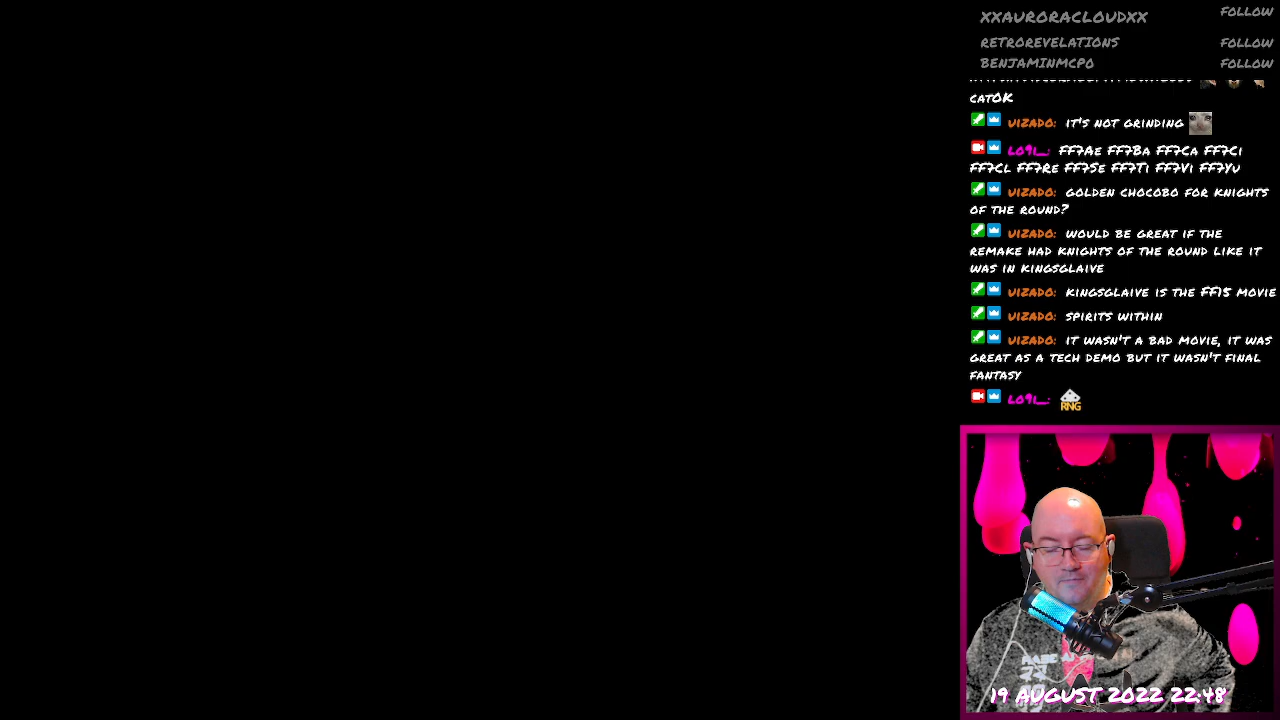 XXAURORACLOUDXX FOLLOW
RETROREVELATIONS FOLLOW
BENJAMINMCPO FOLLOW
CATOK
VIZADO: IT'S NOT GRINDING
LO9I__: FF7AE FF7BA FF7CA FF7CI
FF7CL FF7RE FF7SE FF7TI FF7VI FF7YU
VIZADO: GOLDEN CHOCOBO FOR KNIGHTS
OF THE ROUND?
VIZADO: WOULD BE GREAT IF THE
REMAKE HAD KNIGHTS OF THE ROUND LIKE IT
WAS IN KINGSGLAIVE
VIZADO: KINGSGLAIVE IS THE FF15 MOVIE
VIZADO: SPIRITS WITHIN
VIZADO: IT WASN'T A BAD MOVIE, IT WAS
GREAT AS A TECH DEMO BUT IT WASN'T FINAL
FANTASY
LO9I__: RNG
19 AUGUST 2022 22:48